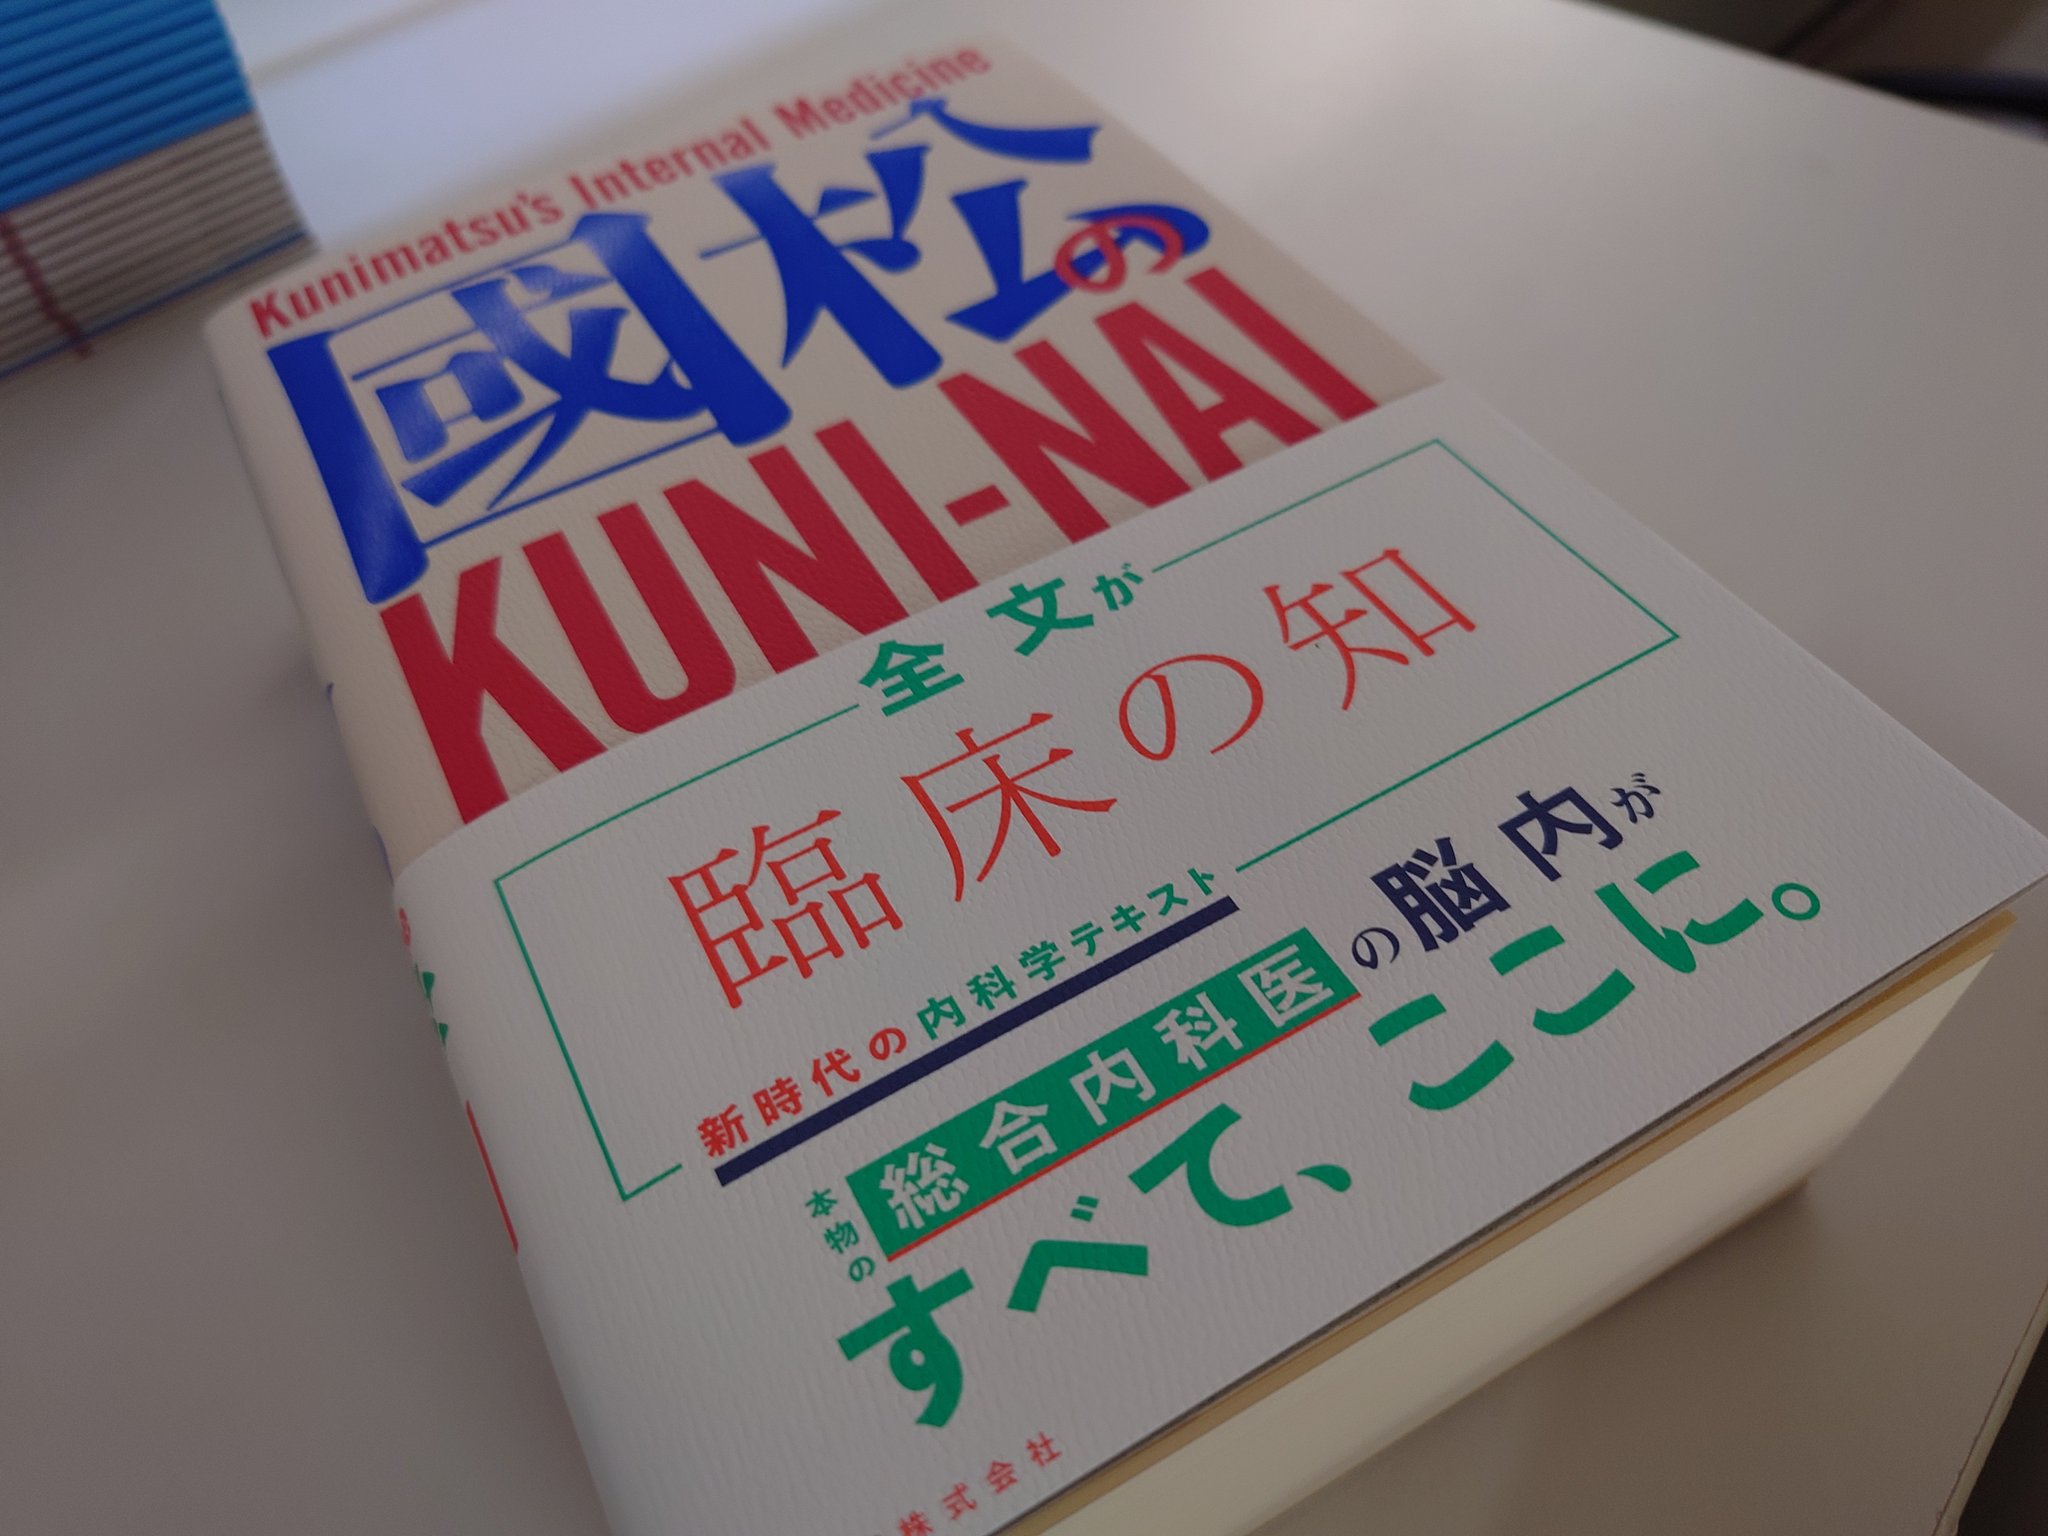 Kunimatsu's Internal Medicine
國松の
KUNI-NAI
全文が
臨床の知
新時代の内科学テキスト
本物の総合内科医の脳内が
すべて、ここに。
株式会社